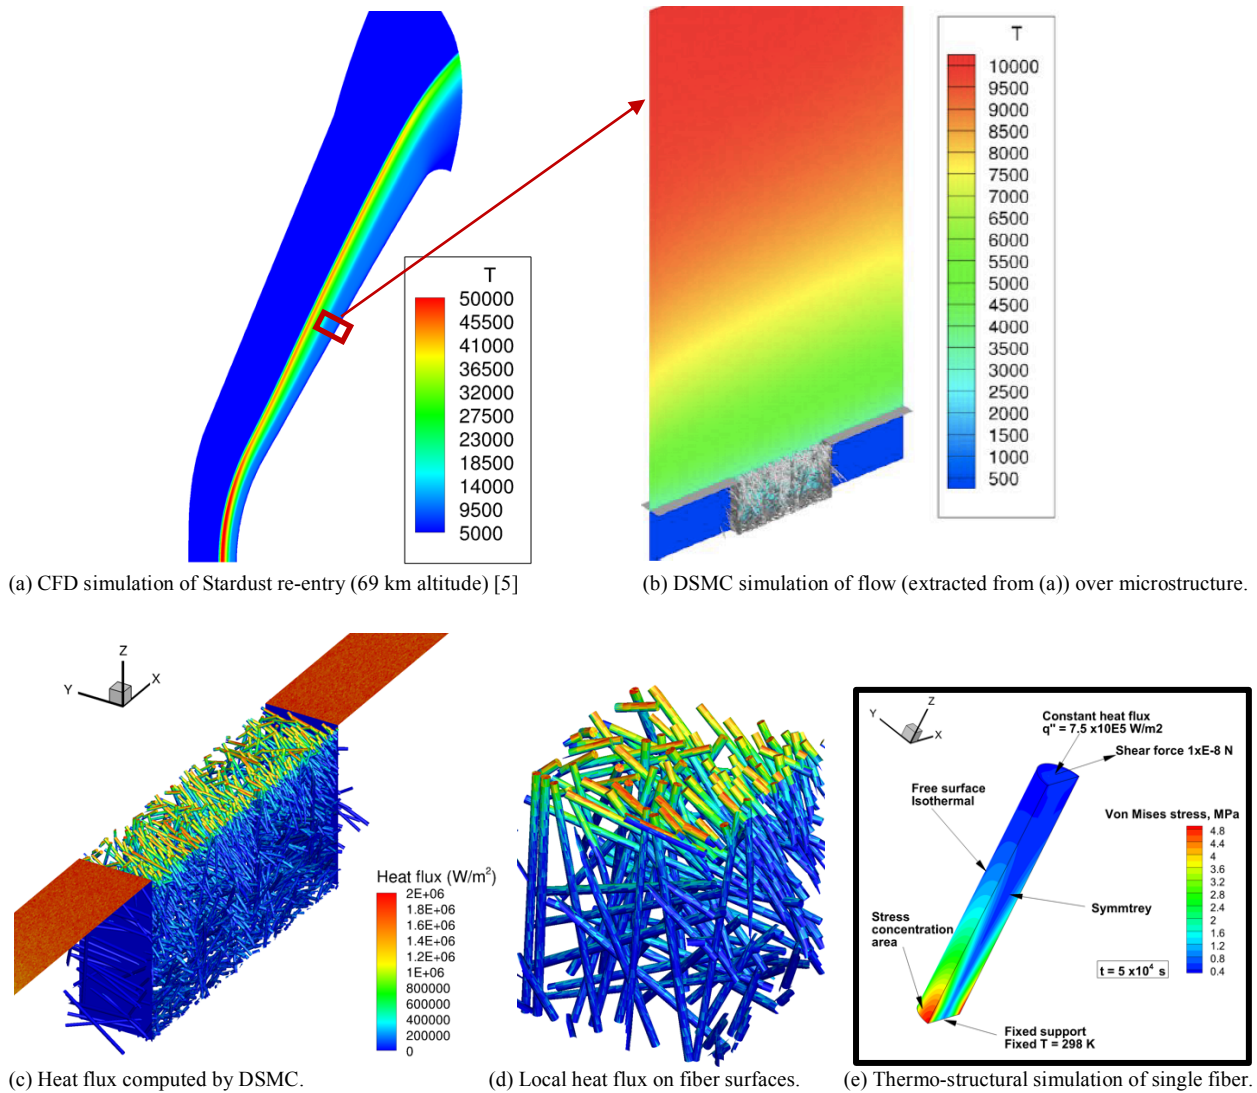 T
50000
45500
41000
36500
32000
27500
23000
18500
14000
9500
5000
T
10000
9500
9000
8500
8000
7500
7000
6500
6000
5500
5000
4500
4000
3500
3000
2500
2000
1500
1000
500
(a) CFD simulation of Stardust re-entry (69 km altitude) [5]
(b) DSMC simulation of flow (extracted from (a)) over microstructure.
Z
Y
X
Heat flux (W/m²)
2E+06
1.8E+06
1.6E+06
1.4E+06
1.2E+06
1E+06
800000
600000
400000
200000
0
Z
Y
X
Constant heat flux
q" = 7.5 x10E5 W/m2
Shear force 1xE-8 N
Free surface
Isothermal
Von Mises stress, MPa
4.8
4.4
4
3.6
3.2
2.8
2.4
2
1.6
1.2
0.8
0.4
Symmtrey
Stress
concentration
area
t = 5 x10⁴ s
Fixed support
Fixed T = 298 K
(c) Heat flux computed by DSMC.
(d) Local heat flux on fiber surfaces.
(e) Thermo-structural simulation of single fiber.